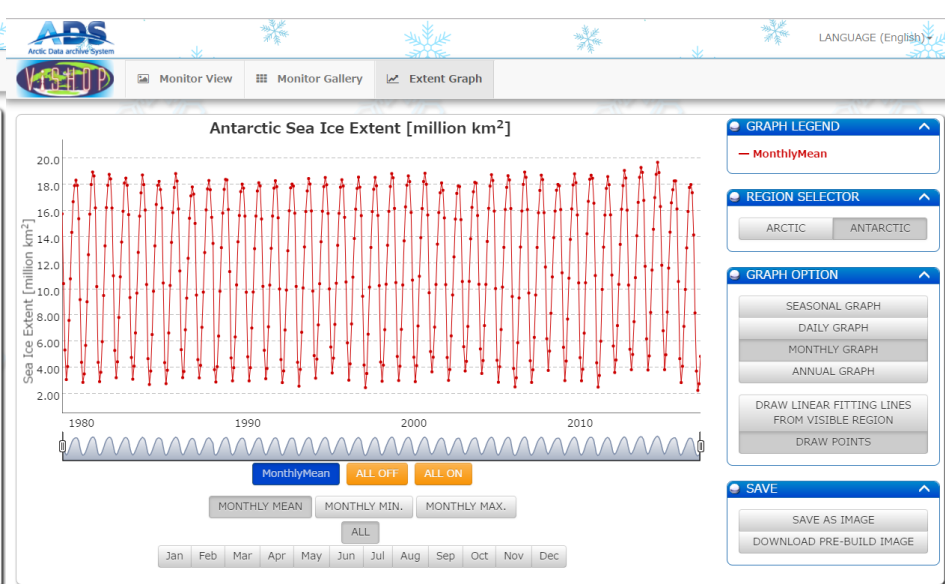 ADS
Arctic Data archive System
LANGUAGE (English)
VISHOP
Monitor View
Monitor Gallery
Extent Graph
Antarctic Sea Ice Extent [million km²]
Sea Ice Extent [million km²]
20.0
18.0
16.0
14.0
12.0
10.0
8.00
6.00
4.00
2.00
1980 1990 2000 2010
MonthlyMean ALL OFF ALL ON
MONTHLY MEAN MONTHLY MIN. MONTHLY MAX.
ALL
Jan Feb Mar Apr May Jun Jul Aug Sep Oct Nov Dec
GRAPH LEGEND
MonthlyMean
REGION SELECTOR
ARCTIC ANTARCTIC
GRAPH OPTION
SEASONAL GRAPH
DAILY GRAPH
MONTHLY GRAPH
ANNUAL GRAPH
DRAW LINEAR FITTING LINES
FROM VISIBLE REGION
DRAW POINTS
SAVE
SAVE AS IMAGE
DOWNLOAD PRE-BUILD IMAGE